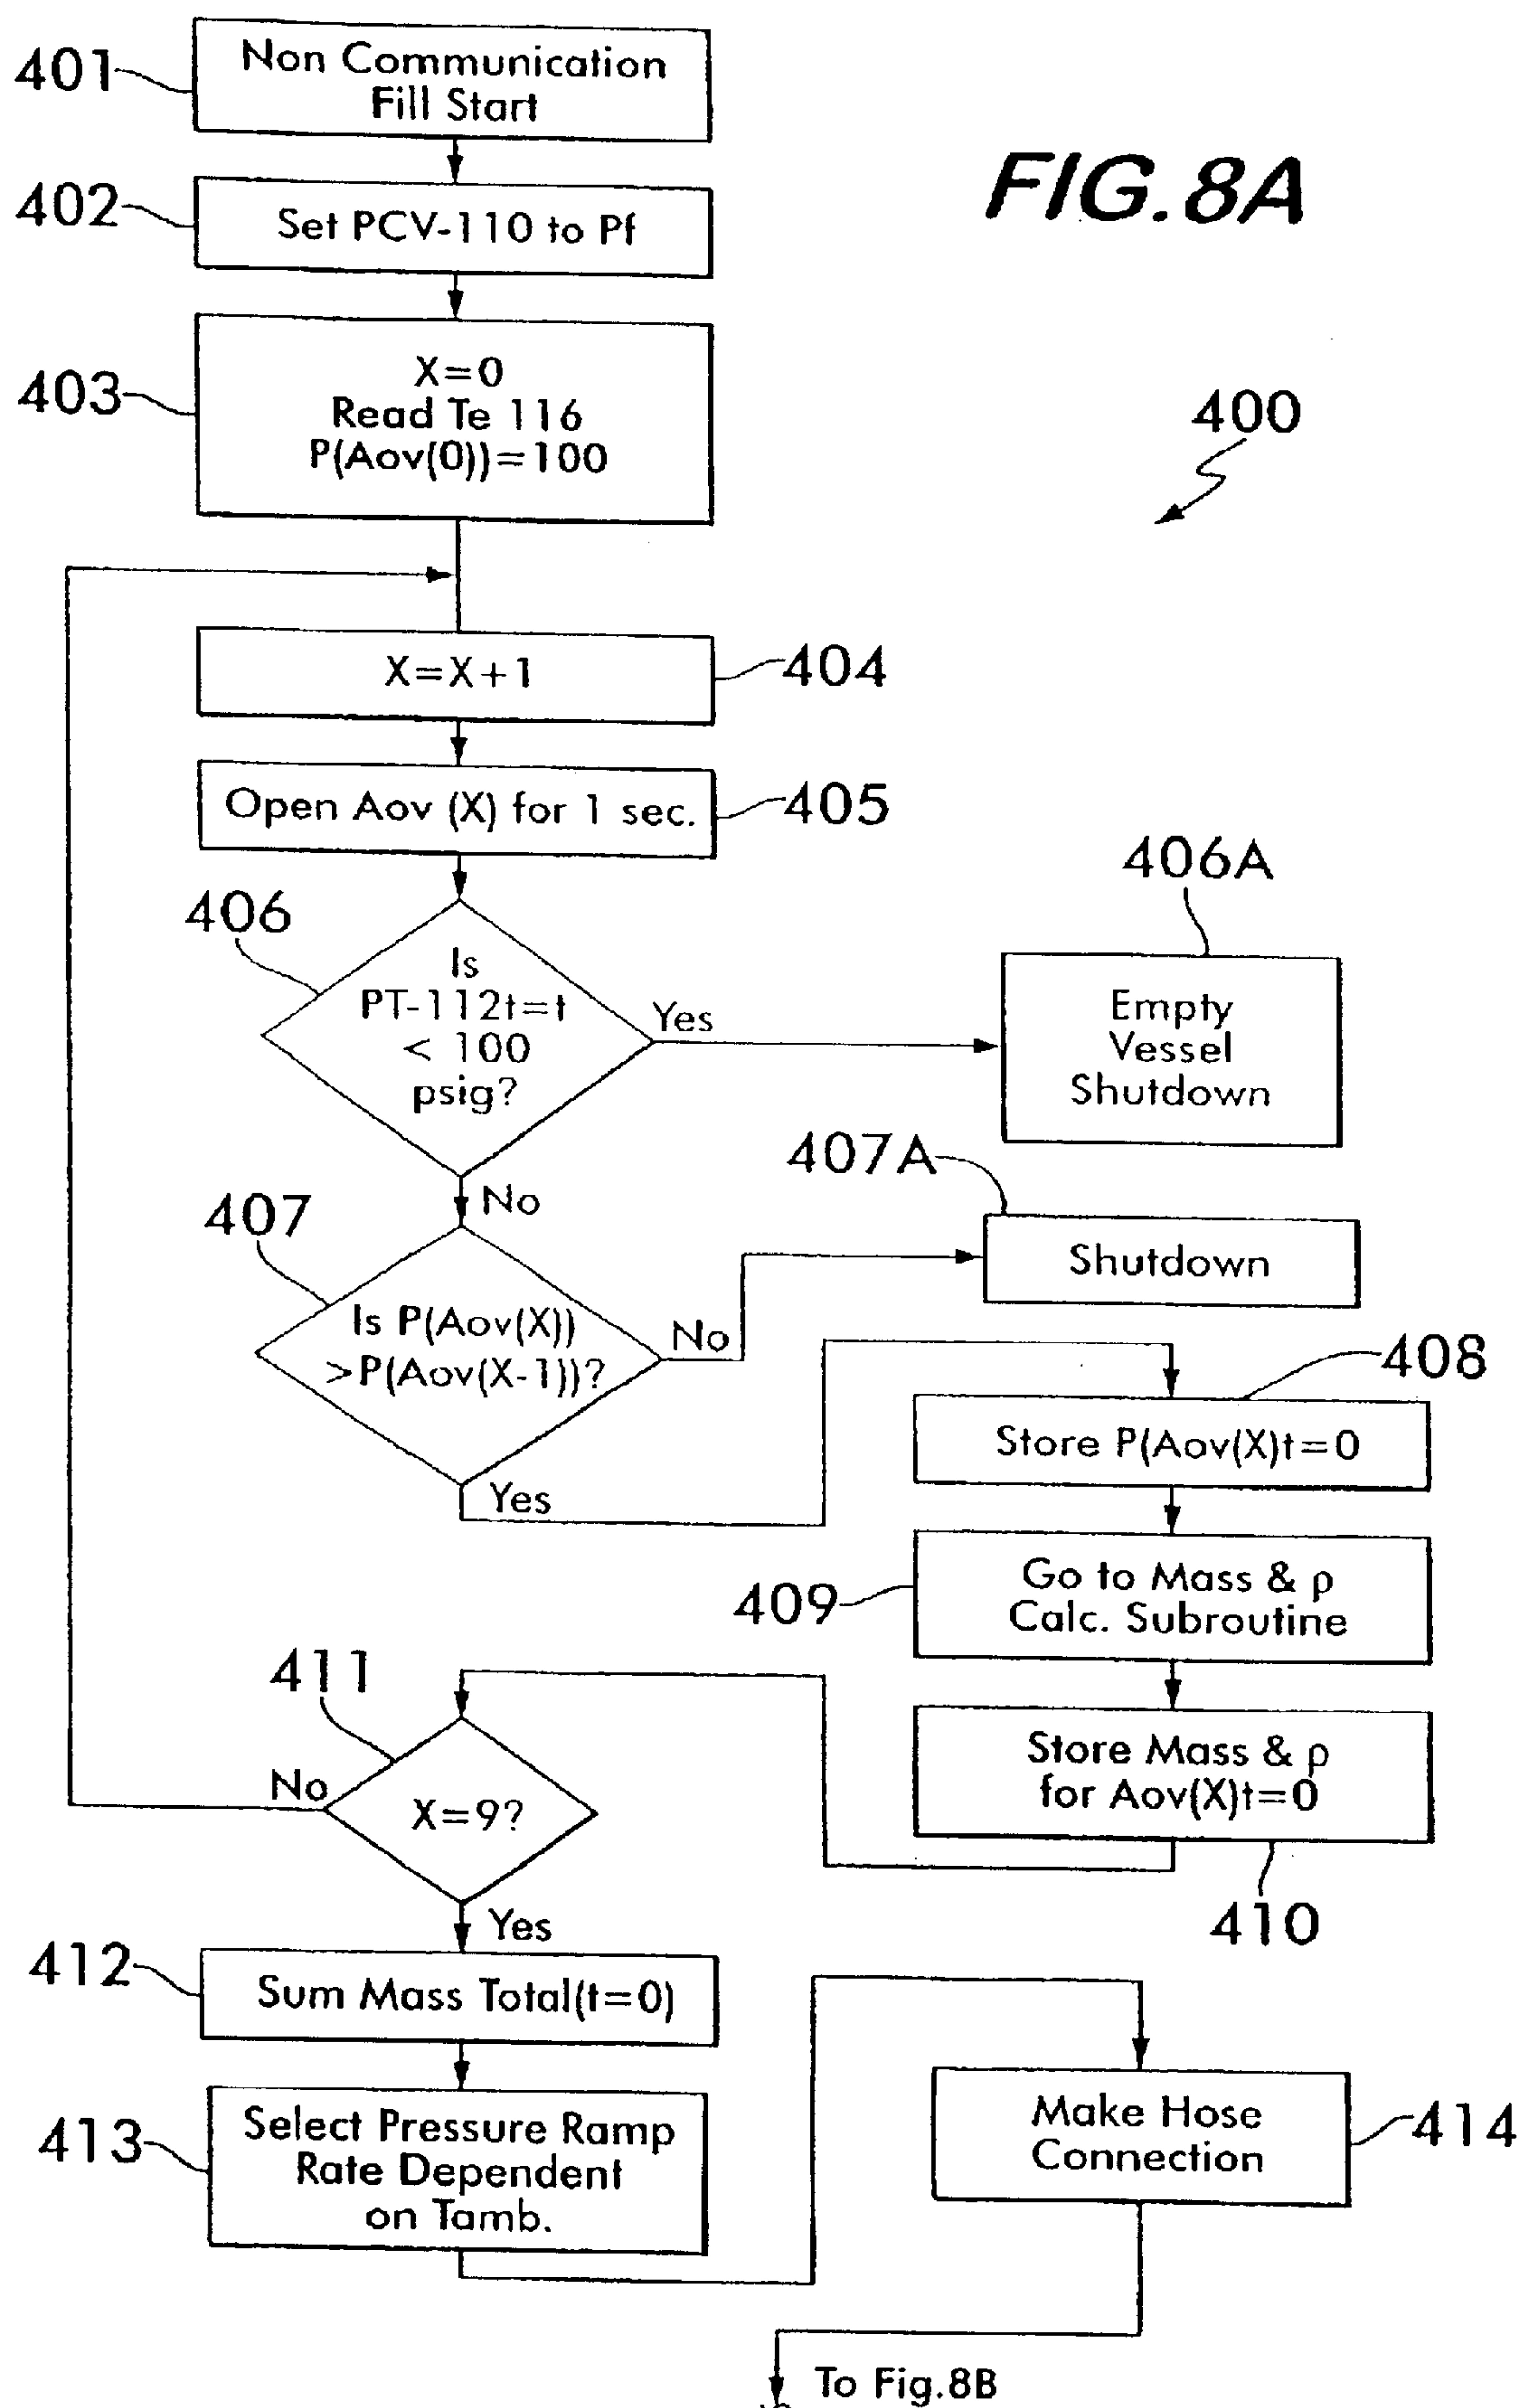 FIG.8A
400
401
Non Communication
Fill Start
402
Set PCV-110 to Pf
403
X=0
Read Te 116
P(Aov(0))=100
X=X+1
404
Open Aov (X) for 1 sec.
405
406
Is
PT-112t=t
< 100
psig?
Yes
406A
Empty
Vessel
Shutdown
No
407
Is P(Aov(X))
>P(Aov(X-1))?
No
407A
Shutdown
Yes
408
Store P(Aov(X)t=0
409
Go to Mass & ρ
Calc. Subroutine
Store Mass & ρ
for Aov(X)t=0
410
411
X=9?
No
Yes
412
Sum Mass Total(t=0)
413
Select Pressure Ramp
Rate Dependent
on Tamb.
Make Hose
Connection
414
To Fig.8B